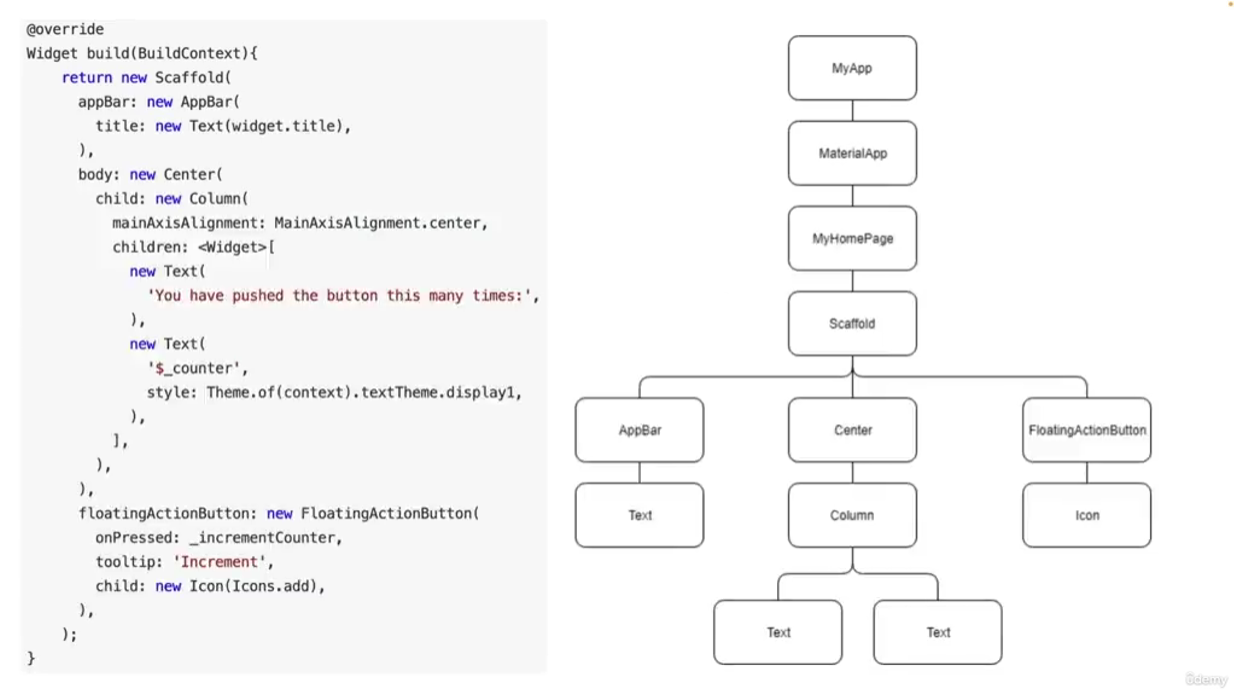 @override
Widget build(BuildContext){
    return new Scaffold(
      appBar: new AppBar(
        title: new Text(widget.title),
      ),
      body: new Center(
        child: new Column(
          mainAxisAlignment: MainAxisAlignment.center,
          children: <Widget>[
            new Text(
              'You have pushed the button this many times:',
            ),
            new Text(
              '$_counter',
              style: Theme.of(context).textTheme.display1,
            ),
          ],
        ),
      ),
      floatingActionButton: new FloatingActionButton(
        onPressed: _incrementCounter,
        tooltip: 'Increment',
        child: new Icon(Icons.add),
      ),
    );
}
MyApp
MaterialApp
MyHomePage
Scaffold
AppBar
Center
FloatingActionButton
Text
Column
Icon
Text
Text
ûdemy